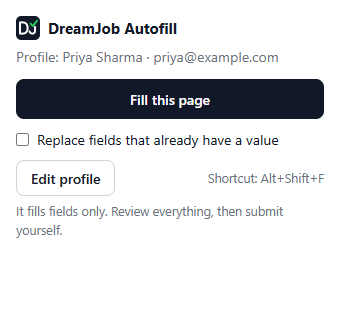 DJ DreamJob Autofill
Profile: Priya Sharma · priya@example.com
Fill this page
Replace fields that already have a value
Edit profile Shortcut: Alt+Shift+F
It fills fields only. Review everything, then submit
yourself.